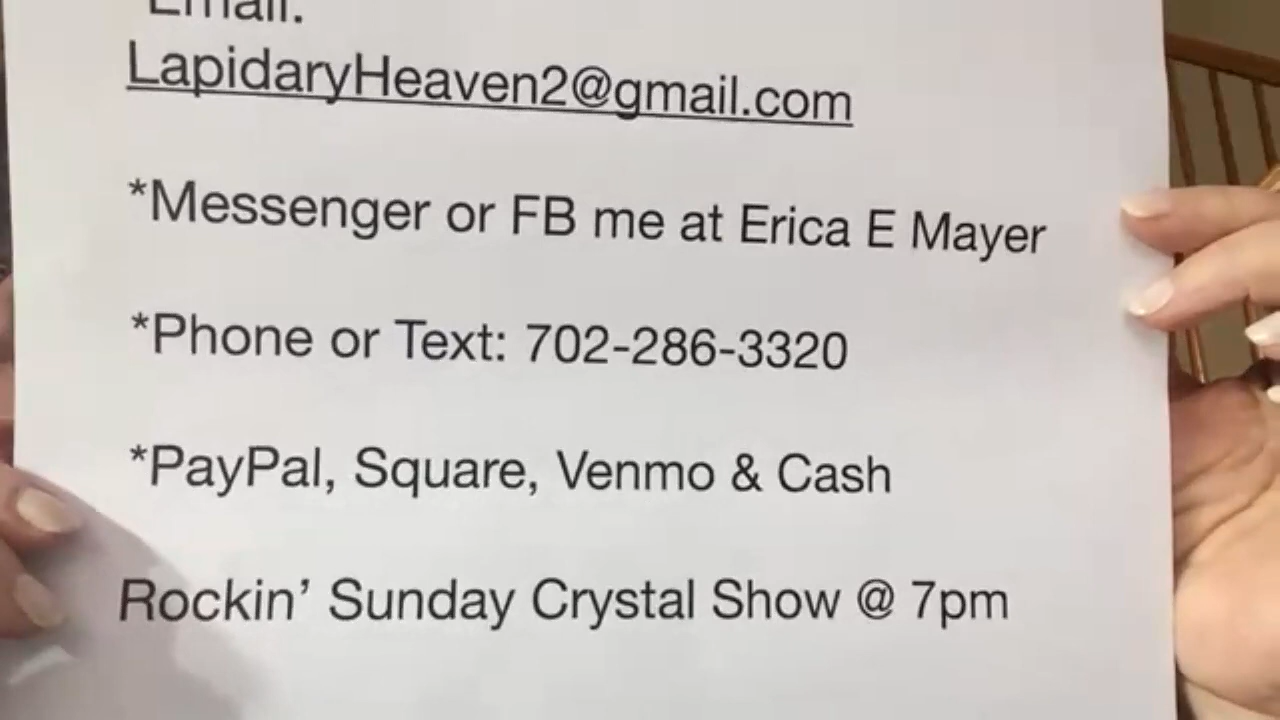 Email:
LapidaryHeaven2@gmail.com
*Messenger or FB me at Erica E Mayer
*Phone or Text: 702-286-3320
*PayPal, Square, Venmo & Cash
Rockin’ Sunday Crystal Show @ 7pm